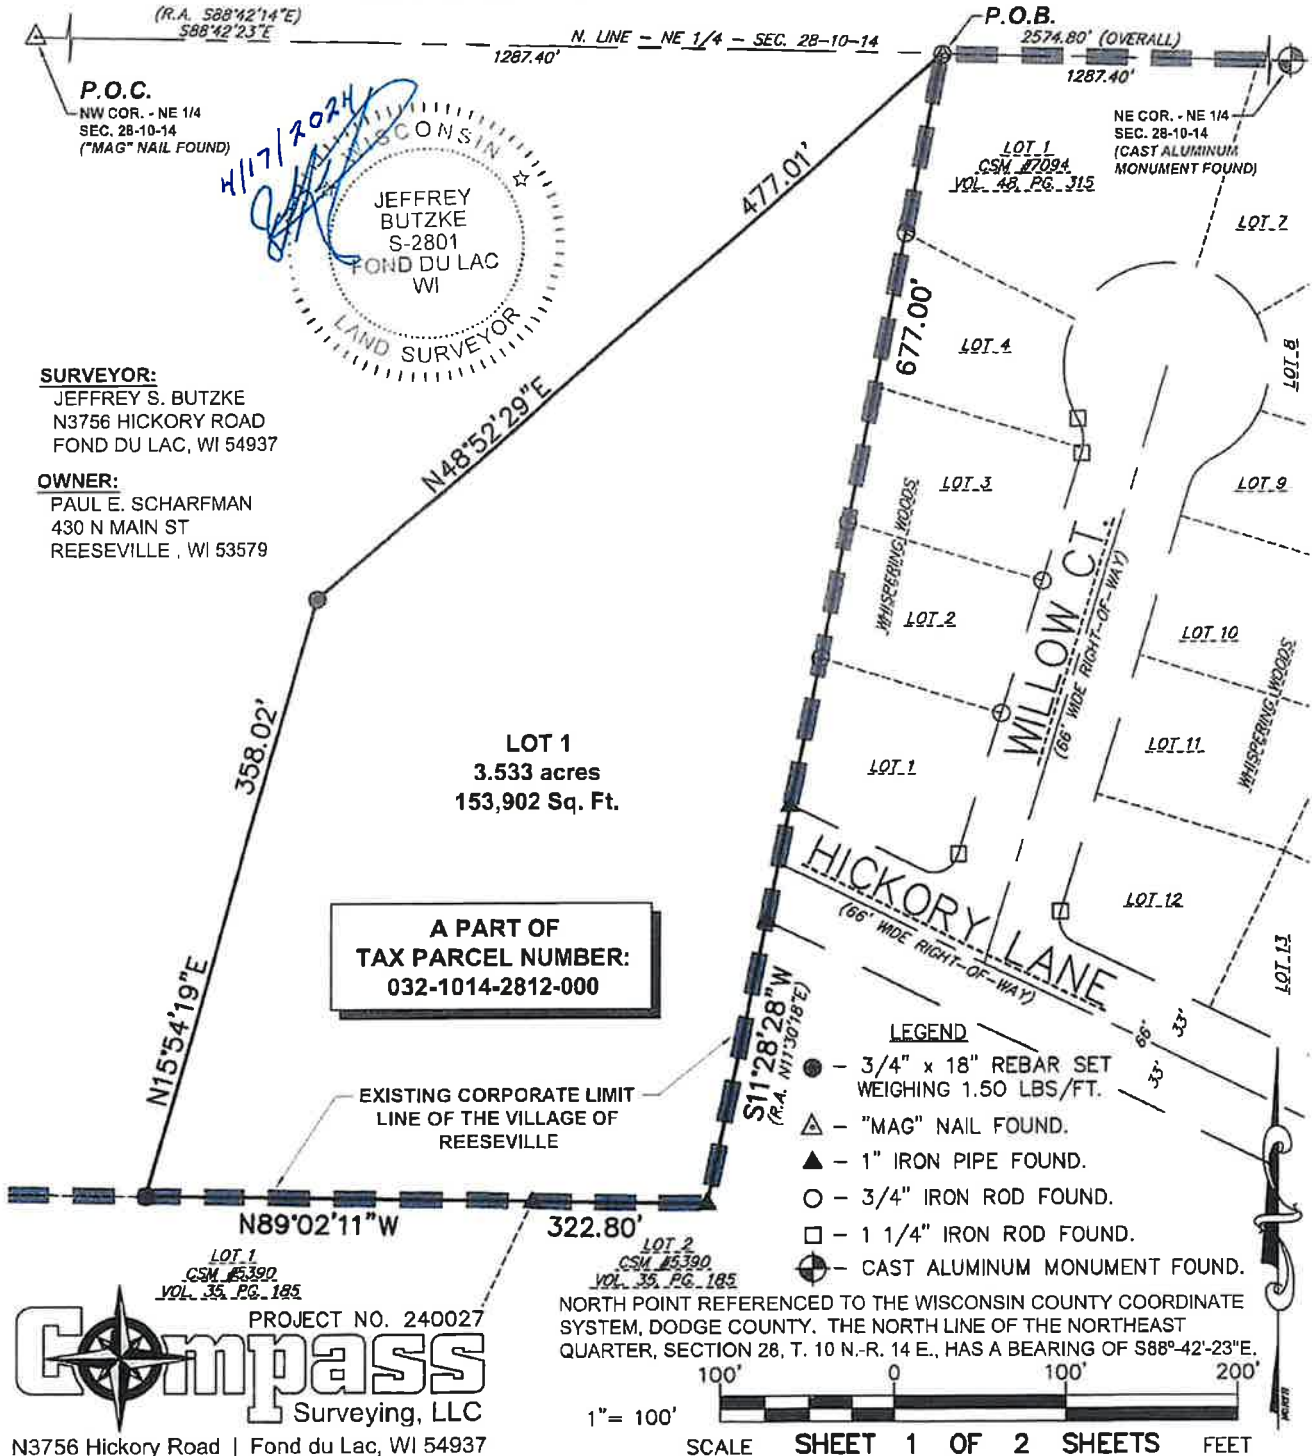 (R.A. S88°42'14"E)
S88°42'23"E
N. LINE - NE 1/4 - SEC. 28-10-14
1287.40'
P.O.B.
2574.80' (OVERALL)
1287.40'
P.O.C.
NW COR. - NE 1/4
SEC. 28-10-14
("MAG" NAIL FOUND)
NE COR. - NE 1/4
SEC. 28-10-14
(CAST ALUMINUM
MONUMENT FOUND)
4/17/2024
WISCONSIN
JEFFREY
BUTZKE
S-2801
FOND DU LAC
WI
LAND SURVEYOR
LOT 1
CSM #7094
VOL. 48, PG. 315
LOT 7
477.01'
677.00'
LOT 4
LOT 8
SURVEYOR:
JEFFREY S. BUTZKE
N3756 HICKORY ROAD
FOND DU LAC, WI 54937
N48°52'29"E
OWNER:
PAUL E. SCHARFMAN
430 N MAIN ST
REESEVILLE , WI 53579
LOT 3
LOT 9
WHISPERING WOODS
WILLOW CT.
(66' WIDE RIGHT-OF-WAY)
LOT 2
LOT 10
WHISPERING WOODS
358.02'
LOT 1
3.533 acres
153,902 Sq. Ft.
LOT 1
LOT 11
HICKORY LANE
(66' WIDE RIGHT-OF-WAY)
LOT 12
LOT 13
A PART OF
TAX PARCEL NUMBER:
032-1014-2812-000
N15°54'19"E
S11°28'28"W
(R.A. N11°30'18"E)
66'
33'
33'
EXISTING CORPORATE LIMIT
LINE OF THE VILLAGE OF
REESEVILLE
LEGEND
- 3/4" x 18" REBAR SET
WEIGHING 1.50 LBS/FT.
- "MAG" NAIL FOUND.
- 1" IRON PIPE FOUND.
- 3/4" IRON ROD FOUND.
- 1 1/4" IRON ROD FOUND.
- CAST ALUMINUM MONUMENT FOUND.
N89°02'11"W
322.80'
LOT 1
CSM #5390
VOL. 35, PG. 185
LOT 2
CSM #5390
VOL. 35, PG. 185
PROJECT NO. 240027
Compass
Surveying, LLC
N3756 Hickory Road | Fond du Lac, WI 54937
NORTH POINT REFERENCED TO THE WISCONSIN COUNTY COORDINATE
SYSTEM, DODGE COUNTY. THE NORTH LINE OF THE NORTHEAST
QUARTER, SECTION 28, T. 10 N.-R. 14 E., HAS A BEARING OF S88º-42'-23"E.
100'
0
100'
200'
1"= 100'
SCALE
SHEET 1 OF 2 SHEETS
FEET
NORTH